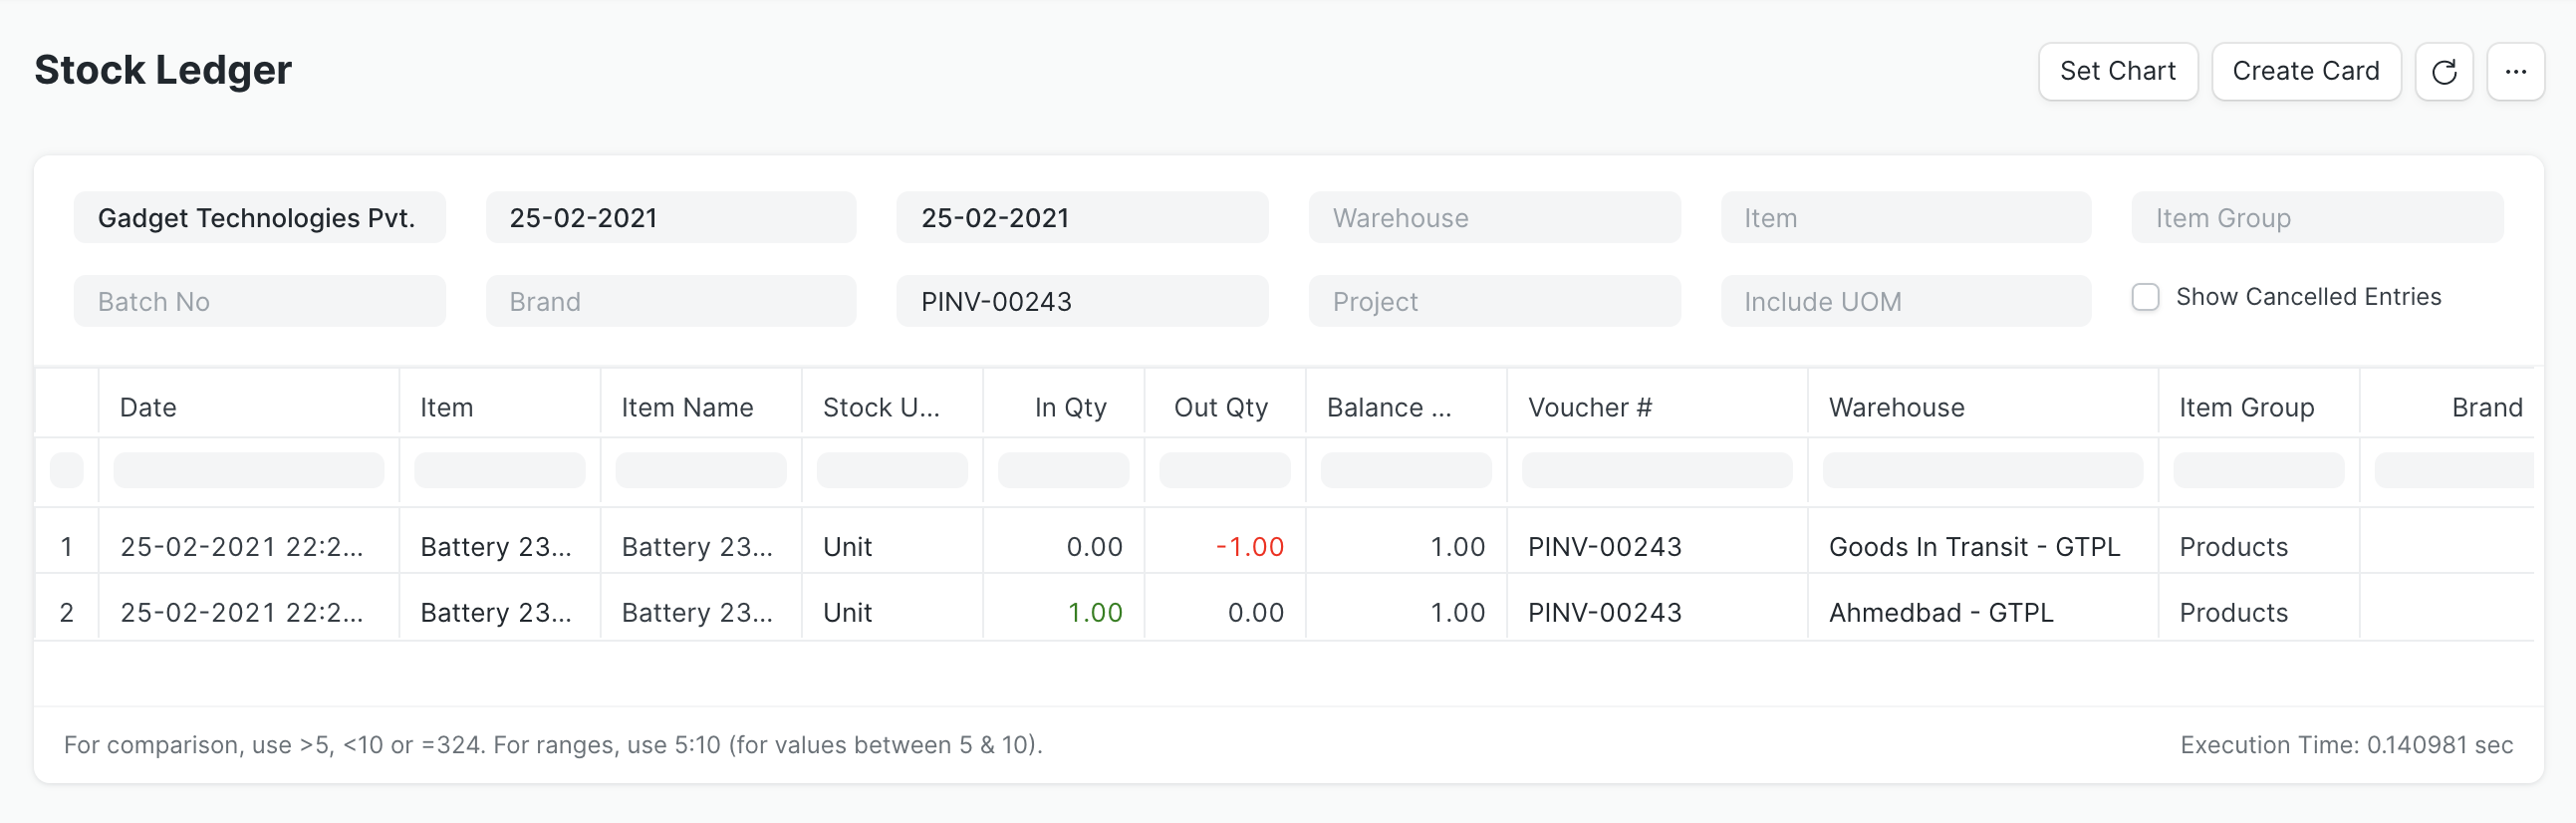 Stock Ledger Set Chart Create Card ...
Gadget Technologies Pvt. 25-02-2021 25-02-2021 Warehouse Item Item Group
Batch No Brand PINV-00243 Project Include UOM Show Cancelled Entries
Date Item Item Name Stock U... In Qty Out Qty Balance ... Voucher # Warehouse Item Group Brand
1 25-02-2021 22:2... Battery 23... Battery 23... Unit 0.00 -1.00 1.00 PINV-00243 Goods In Transit - GTPL Products
2 25-02-2021 22:2... Battery 23... Battery 23... Unit 1.00 0.00 1.00 PINV-00243 Ahmedbad - GTPL Products
For comparison, use >5, <10 or =324. For ranges, use 5:10 (for values between 5 & 10). Execution Time: 0.140981 sec